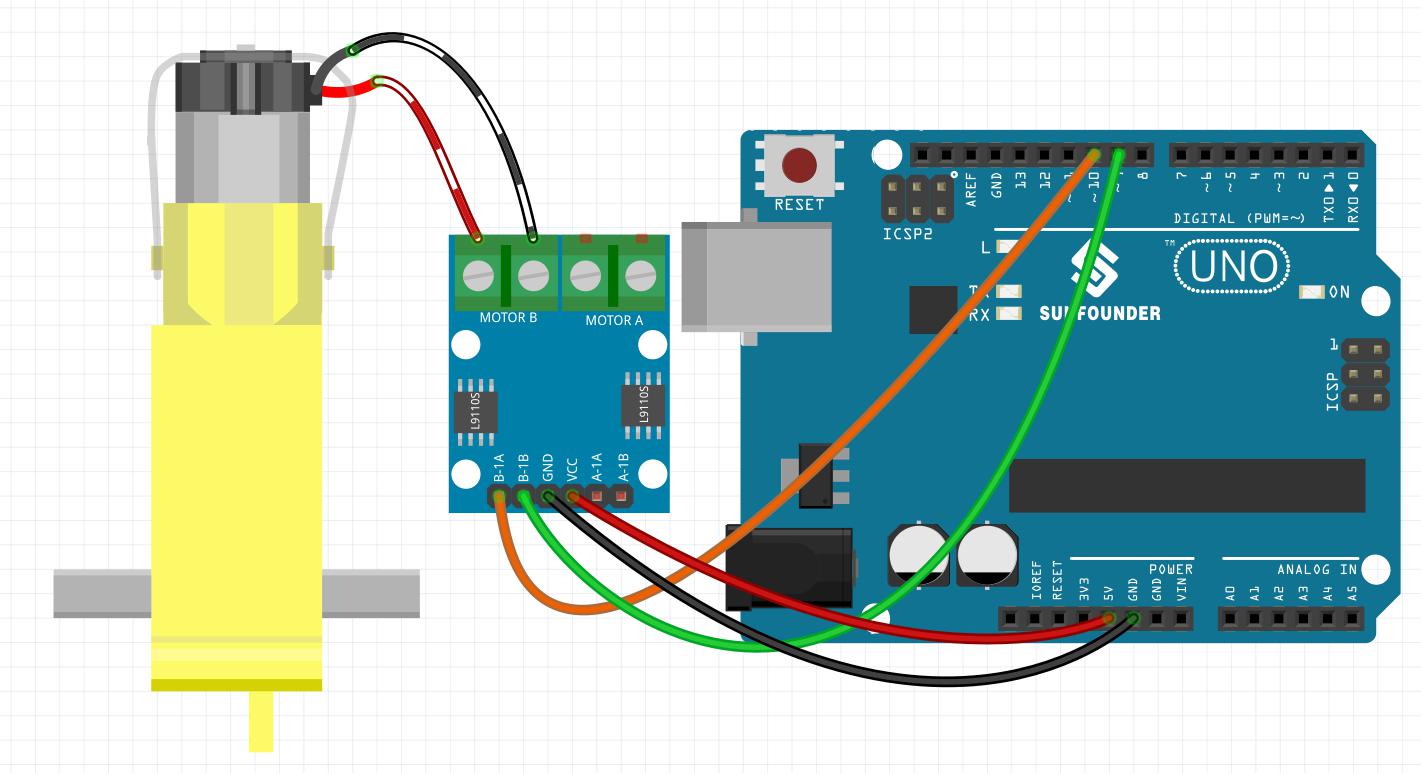 RESET
AREF
GND
13
12
~10
8
7
~6
~5
4
~3
2
TX0▶1
RX0◀0
ICSP2
DIGITAL (PWM=~)
L
TX
RX
™
UNO
ON
SUNFOUNDER
MOTOR B
MOTOR A
1
ICSP
L9110S
L9110S
B-1A
B-1B
GND
VCC
A-1A
A-1B
POWER
ANALOG IN
IOREF
RESET
3V3
5V
GND
GND
VIN
A0
A1
A2
A3
A4
A5